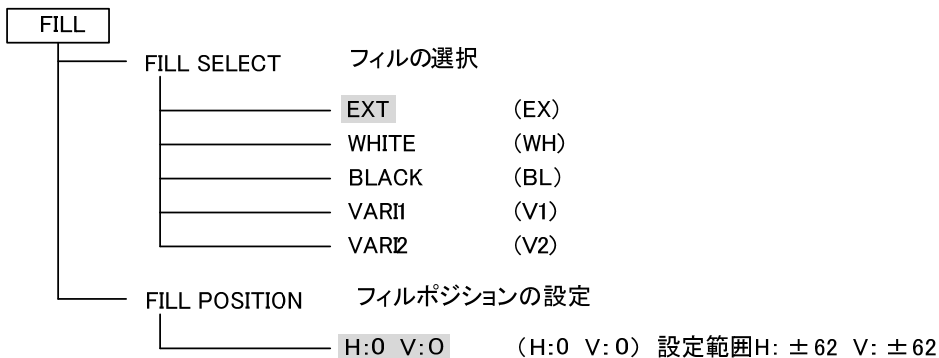 FILL
FILL SELECT フィルの選択
EXT (EX)
WHITE (WH)
BLACK (BL)
VARI1 (V1)
VARI2 (V2)
FILL POSITION フィルポジションの設定
H:0 V:0 (H:0 V:0) 設定範囲H: ±62 V: ±62